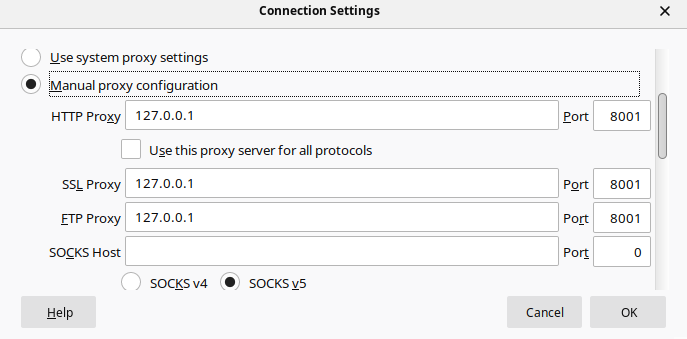 Connection Settings
Use system proxy settings
Manual proxy configuration
HTTP Proxy 127.0.0.1 Port 8001
Use this proxy server for all protocols
SSL Proxy 127.0.0.1 Port 8001
FTP Proxy 127.0.0.1 Port 8001
SOCKS Host Port 0
SOCKS v4 SOCKS v5
Help Cancel OK